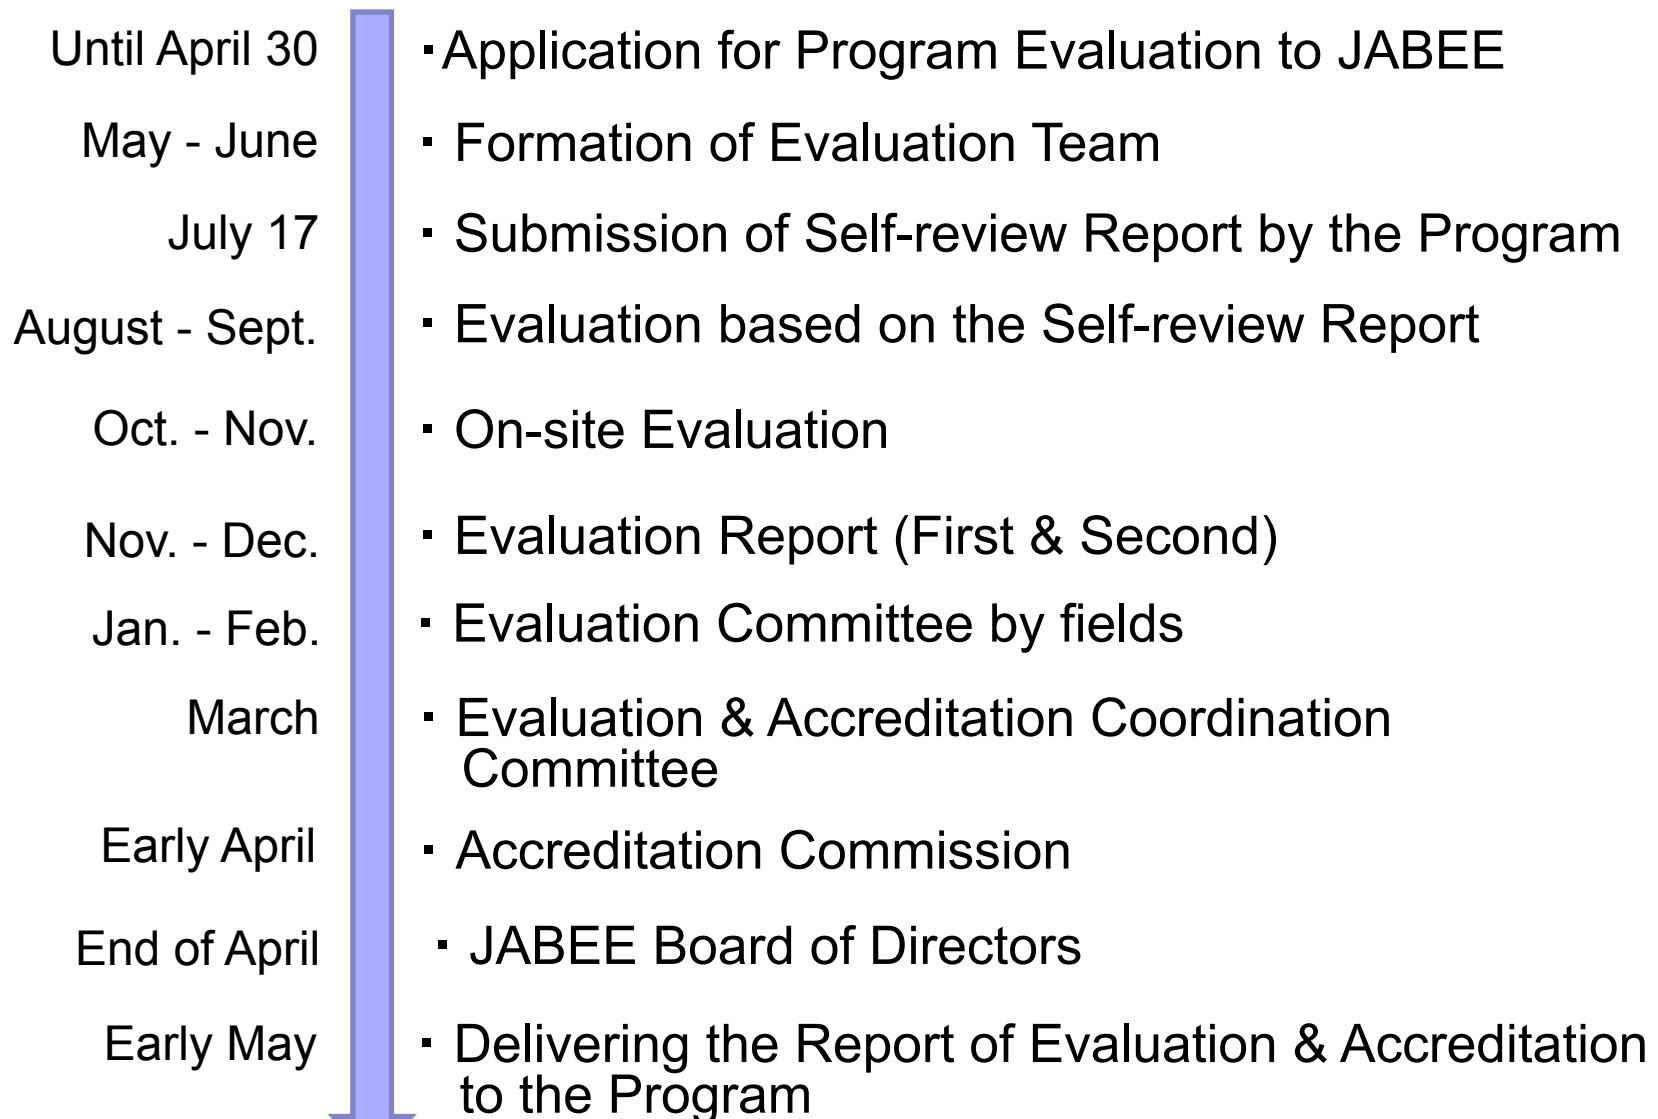 Until April 30 ·Application for Program Evaluation to JABEE
May - June · Formation of Evaluation Team
July 17 · Submission of Self-review Report by the Program
August - Sept. · Evaluation based on the Self-review Report
Oct. - Nov. · On-site Evaluation
Nov. - Dec. · Evaluation Report (First & Second)
Jan. - Feb. · Evaluation Committee by fields
March · Evaluation & Accreditation Coordination
Committee
Early April · Accreditation Commission
End of April · JABEE Board of Directors
Early May · Delivering the Report of Evaluation & Accreditation
to the Program